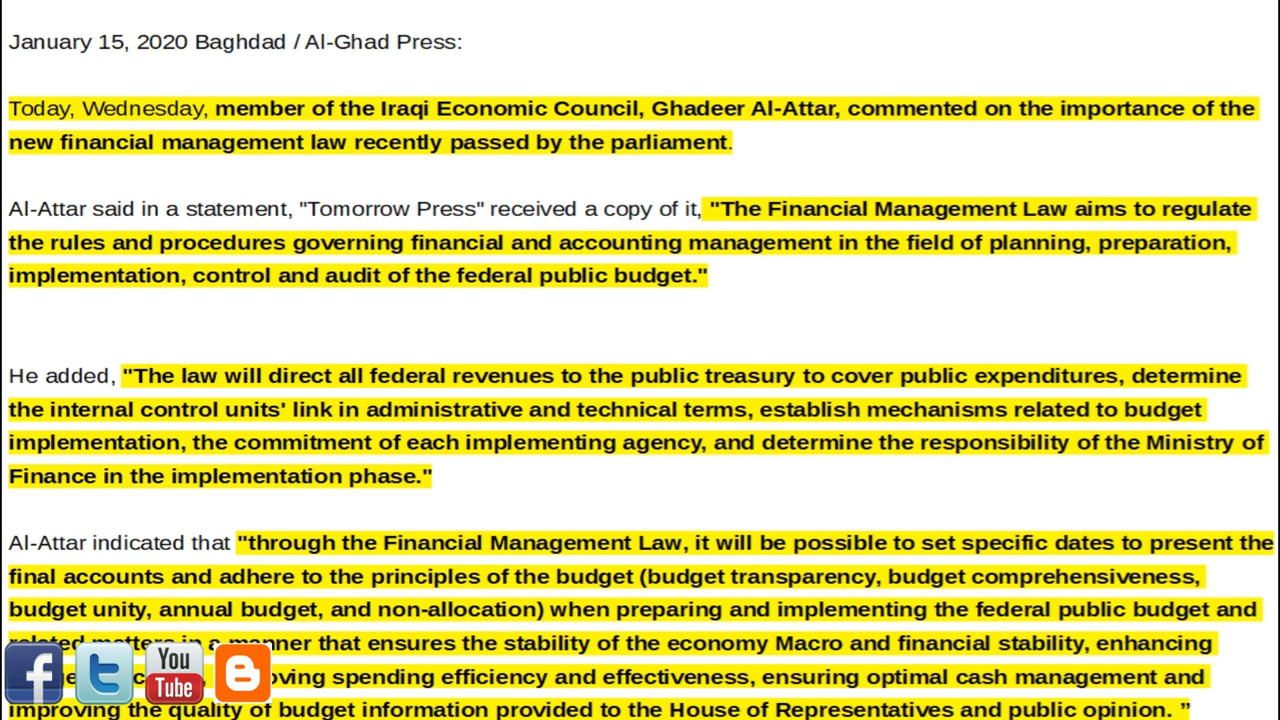 January 15, 2020 Baghdad / Al-Ghad Press:
Today, Wednesday, member of the Iraqi Economic Council, Ghadeer Al-Attar, commented on the importance of the
new financial management law recently passed by the parliament.
Al-Attar said in a statement, "Tomorrow Press" received a copy of it, "The Financial Management Law aims to regulate
the rules and procedures governing financial and accounting management in the field of planning, preparation,
implementation, control and audit of the federal public budget."
He added, "The law will direct all federal revenues to the public treasury to cover public expenditures, determine
the internal control units' link in administrative and technical terms, establish mechanisms related to budget
implementation, the commitment of each implementing agency, and determine the responsibility of the Ministry of
Finance in the implementation phase."
Al-Attar indicated that "through the Financial Management Law, it will be possible to set specific dates to present the
final accounts and adhere to the principles of the budget (budget transparency, budget comprehensiveness,
budget unity, annual budget, and non-allocation) when preparing and implementing the federal public budget and
related matters in a manner that ensures the stability of the economy Macro and financial stability, enhancing
spending efficiency and effectiveness, ensuring optimal cash management and
improving the quality of budget information provided to the House of Representatives and public opinion. ”
f
t
You
Tube